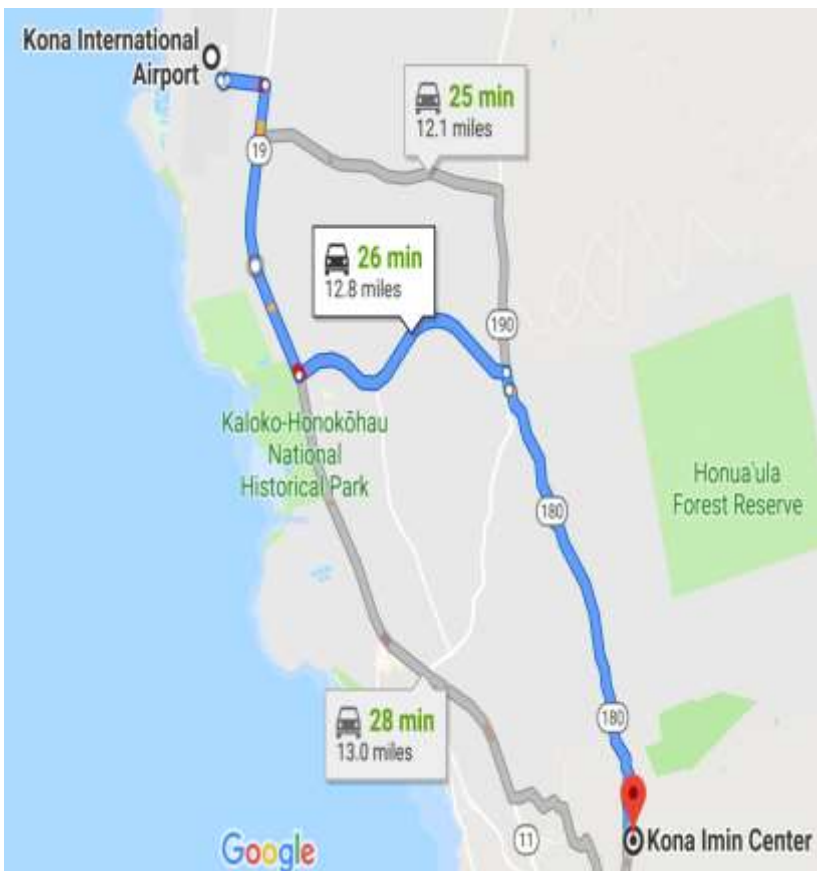 Kona International
Airport
25 min
12.1 miles
19
26 min
12.8 miles
190
Kaloko-Honokōhau
National
Historical Park
Honua'ula
Forest Reserve
180
180
28 min
13.0 miles
11
Kona Imin Center
Google